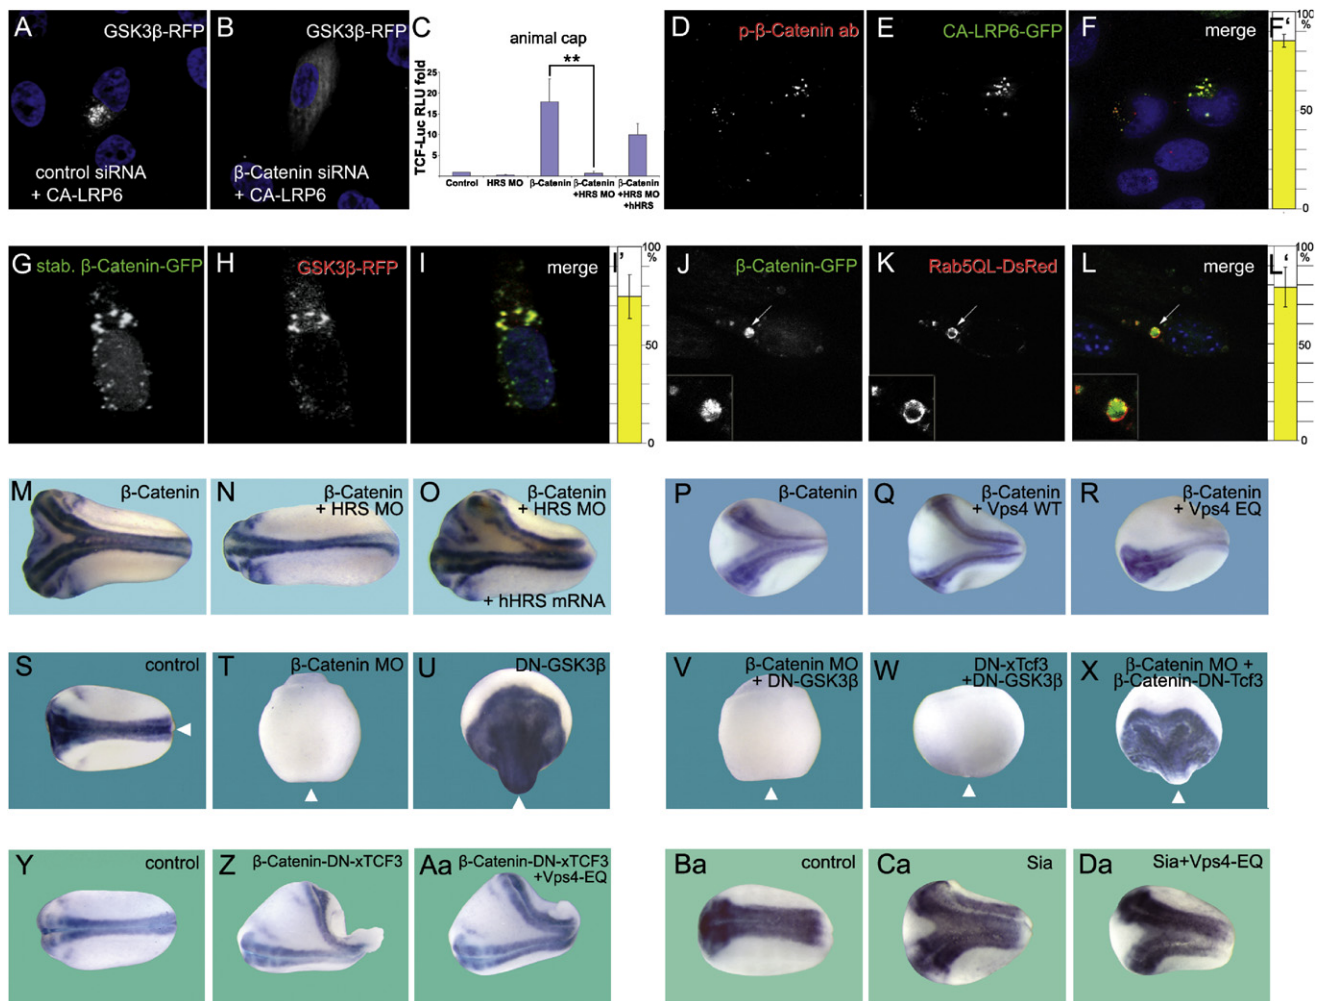 A
GSK3β-RFP
control siRNA
+ CA-LRP6
B
GSK3β-RFP
β-Catenin siRNA
+ CA-LRP6
C
animal cap
**
TCF-Luc RLU fold
25
20
15
10
5
Control
HRS MO
β-Catenin
β-Catenin
+HRS MO
β-Catenin
+HRS MO
+hHRS
D
p-β-Catenin ab
E
CA-LRP6-GFP
F
merge
F'
100
%
50
0
G
stab. β-Catenin-GFP
H
GSK3β-RFP
I
merge
I'
100
%
50
0
J
β-Catenin-GFP
K
Rab5QL-DsRed
L
merge
L'
100
%
50
0
M
β-Catenin
N
β-Catenin
+ HRS MO
O
β-Catenin
+ HRS MO
+ hHRS mRNA
P
β-Catenin
Q
β-Catenin
+ Vps4 WT
R
β-Catenin
+ Vps4 EQ
S
control
T
β-Catenin MO
U
DN-GSK3β
V
β-Catenin MO
+ DN-GSK3β
W
DN-xTcf3
+DN-GSK3β
X
β-Catenin MO +
β-Catenin-DN-Tcf3
Y
control
Z
β-Catenin-DN-xTCF3
Aa
β-Catenin-DN-xTCF3
+Vps4-EQ
Ba
control
Ca
Sia
Da
Sia+Vps4-EQ